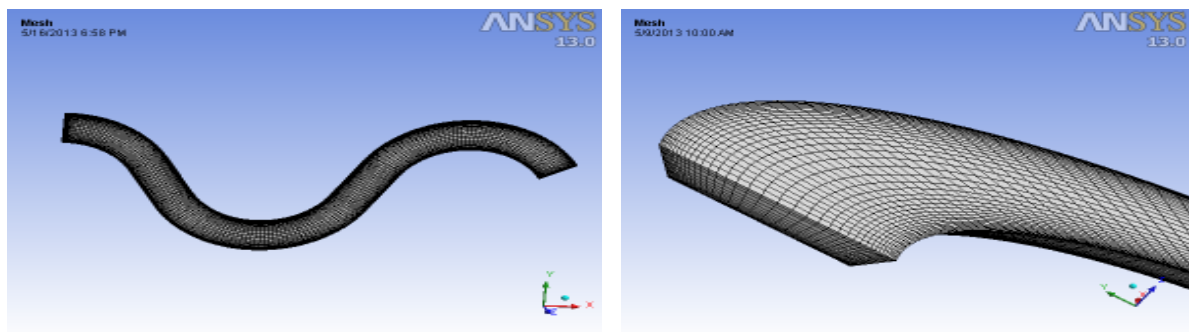 Mesh
5/16/2013 6:58 PM
ANSYS
13.0
Y
X
Z
Mesh
5/9/2013 10:00 AM
ANSYS
13.0
Y